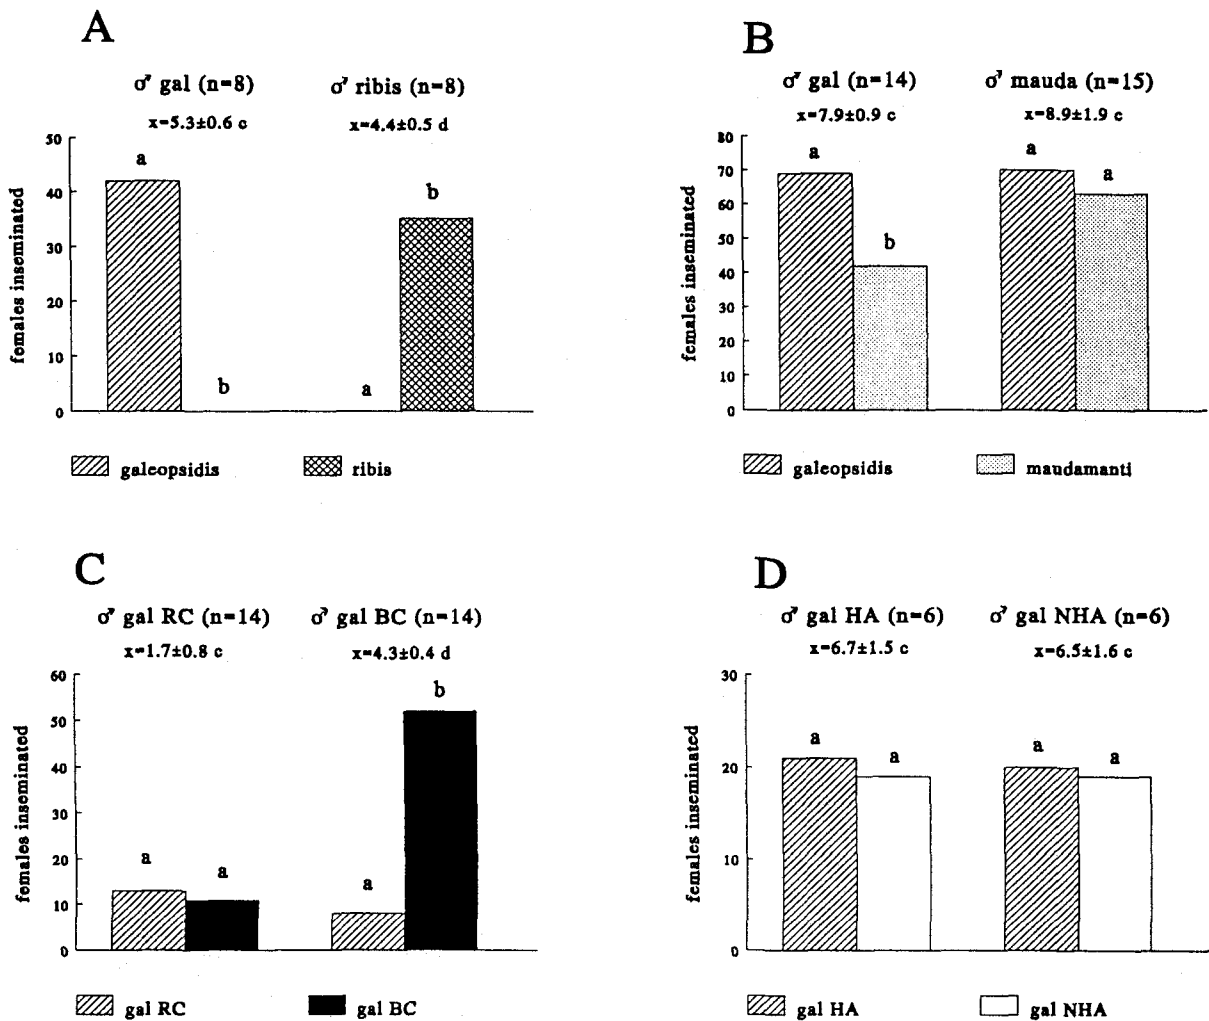 A
♂ gal (n=8) ♂ ribis (n=8)
x=5.3±0.6 c x=4.4±0.5 d
females inseminated
50
40
30
20
10
0
a
b
a
b
galeopsidis ribis
B
♂ gal (n=14) ♂ mauda (n=15)
x=7.9±0.9 c x=8.9±1.9 c
females inseminated
80
70
60
50
40
30
20
10
0
a
b
a
a
galeopsidis maudamanti
C
♂ gal RC (n=14) ♂ gal BC (n=14)
x=1.7±0.8 c x=4.3±0.4 d
females inseminated
60
50
40
30
20
10
0
a
a
a
b
gal RC gal BC
D
♂ gal HA (n=6) ♂ gal NHA (n=6)
x=6.7±1.5 c x=6.5±1.6 c
females inseminated
30
20
10
0
a
a
a
a
gal HA gal NHA